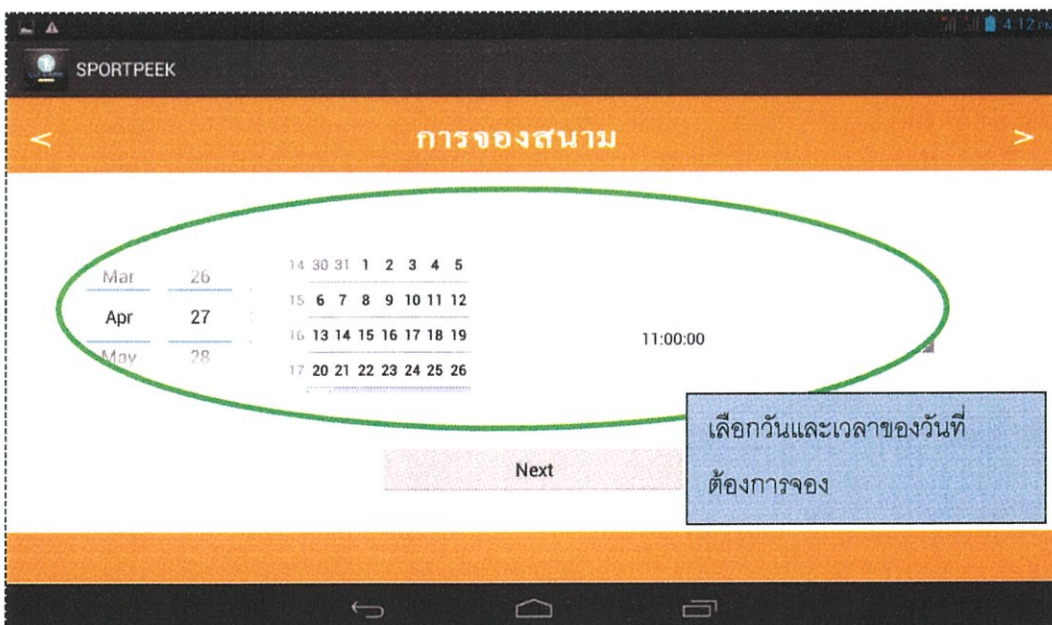 4:12 PM
SPORTPEEK
< การจองสนาม >
Mar 26
Apr 27
May 28
14 30 31 1 2 3 4 5
15 6 7 8 9 10 11 12
16 13 14 15 16 17 18 19
17 20 21 22 23 24 25 26
11:00:00
เลือกวันและเวลาของวันที่
ต้องการจอง
Next